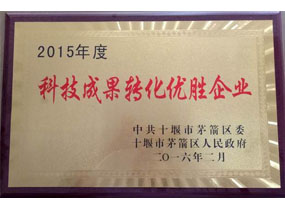 2015年度
科技成果转化优胜企业
中共十堰市茅箭区委
十堰市茅箭区人民政府
二〇一六年二月